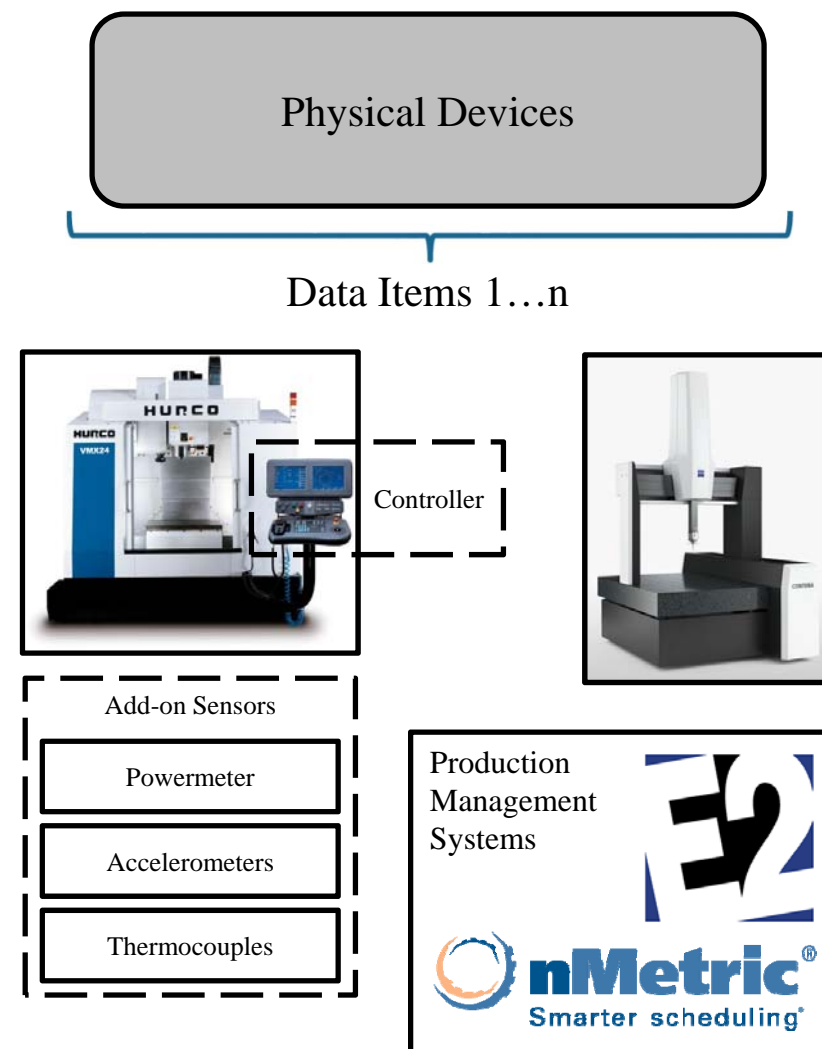 Physical Devices
Data Items 1…n
HURCO
HURCO
VMX24
Controller
CONTURA
Add-on Sensors
Powermeter
Accelerometers
Thermocouples
Production
Management
Systems
E2
nMetric®
Smarter scheduling